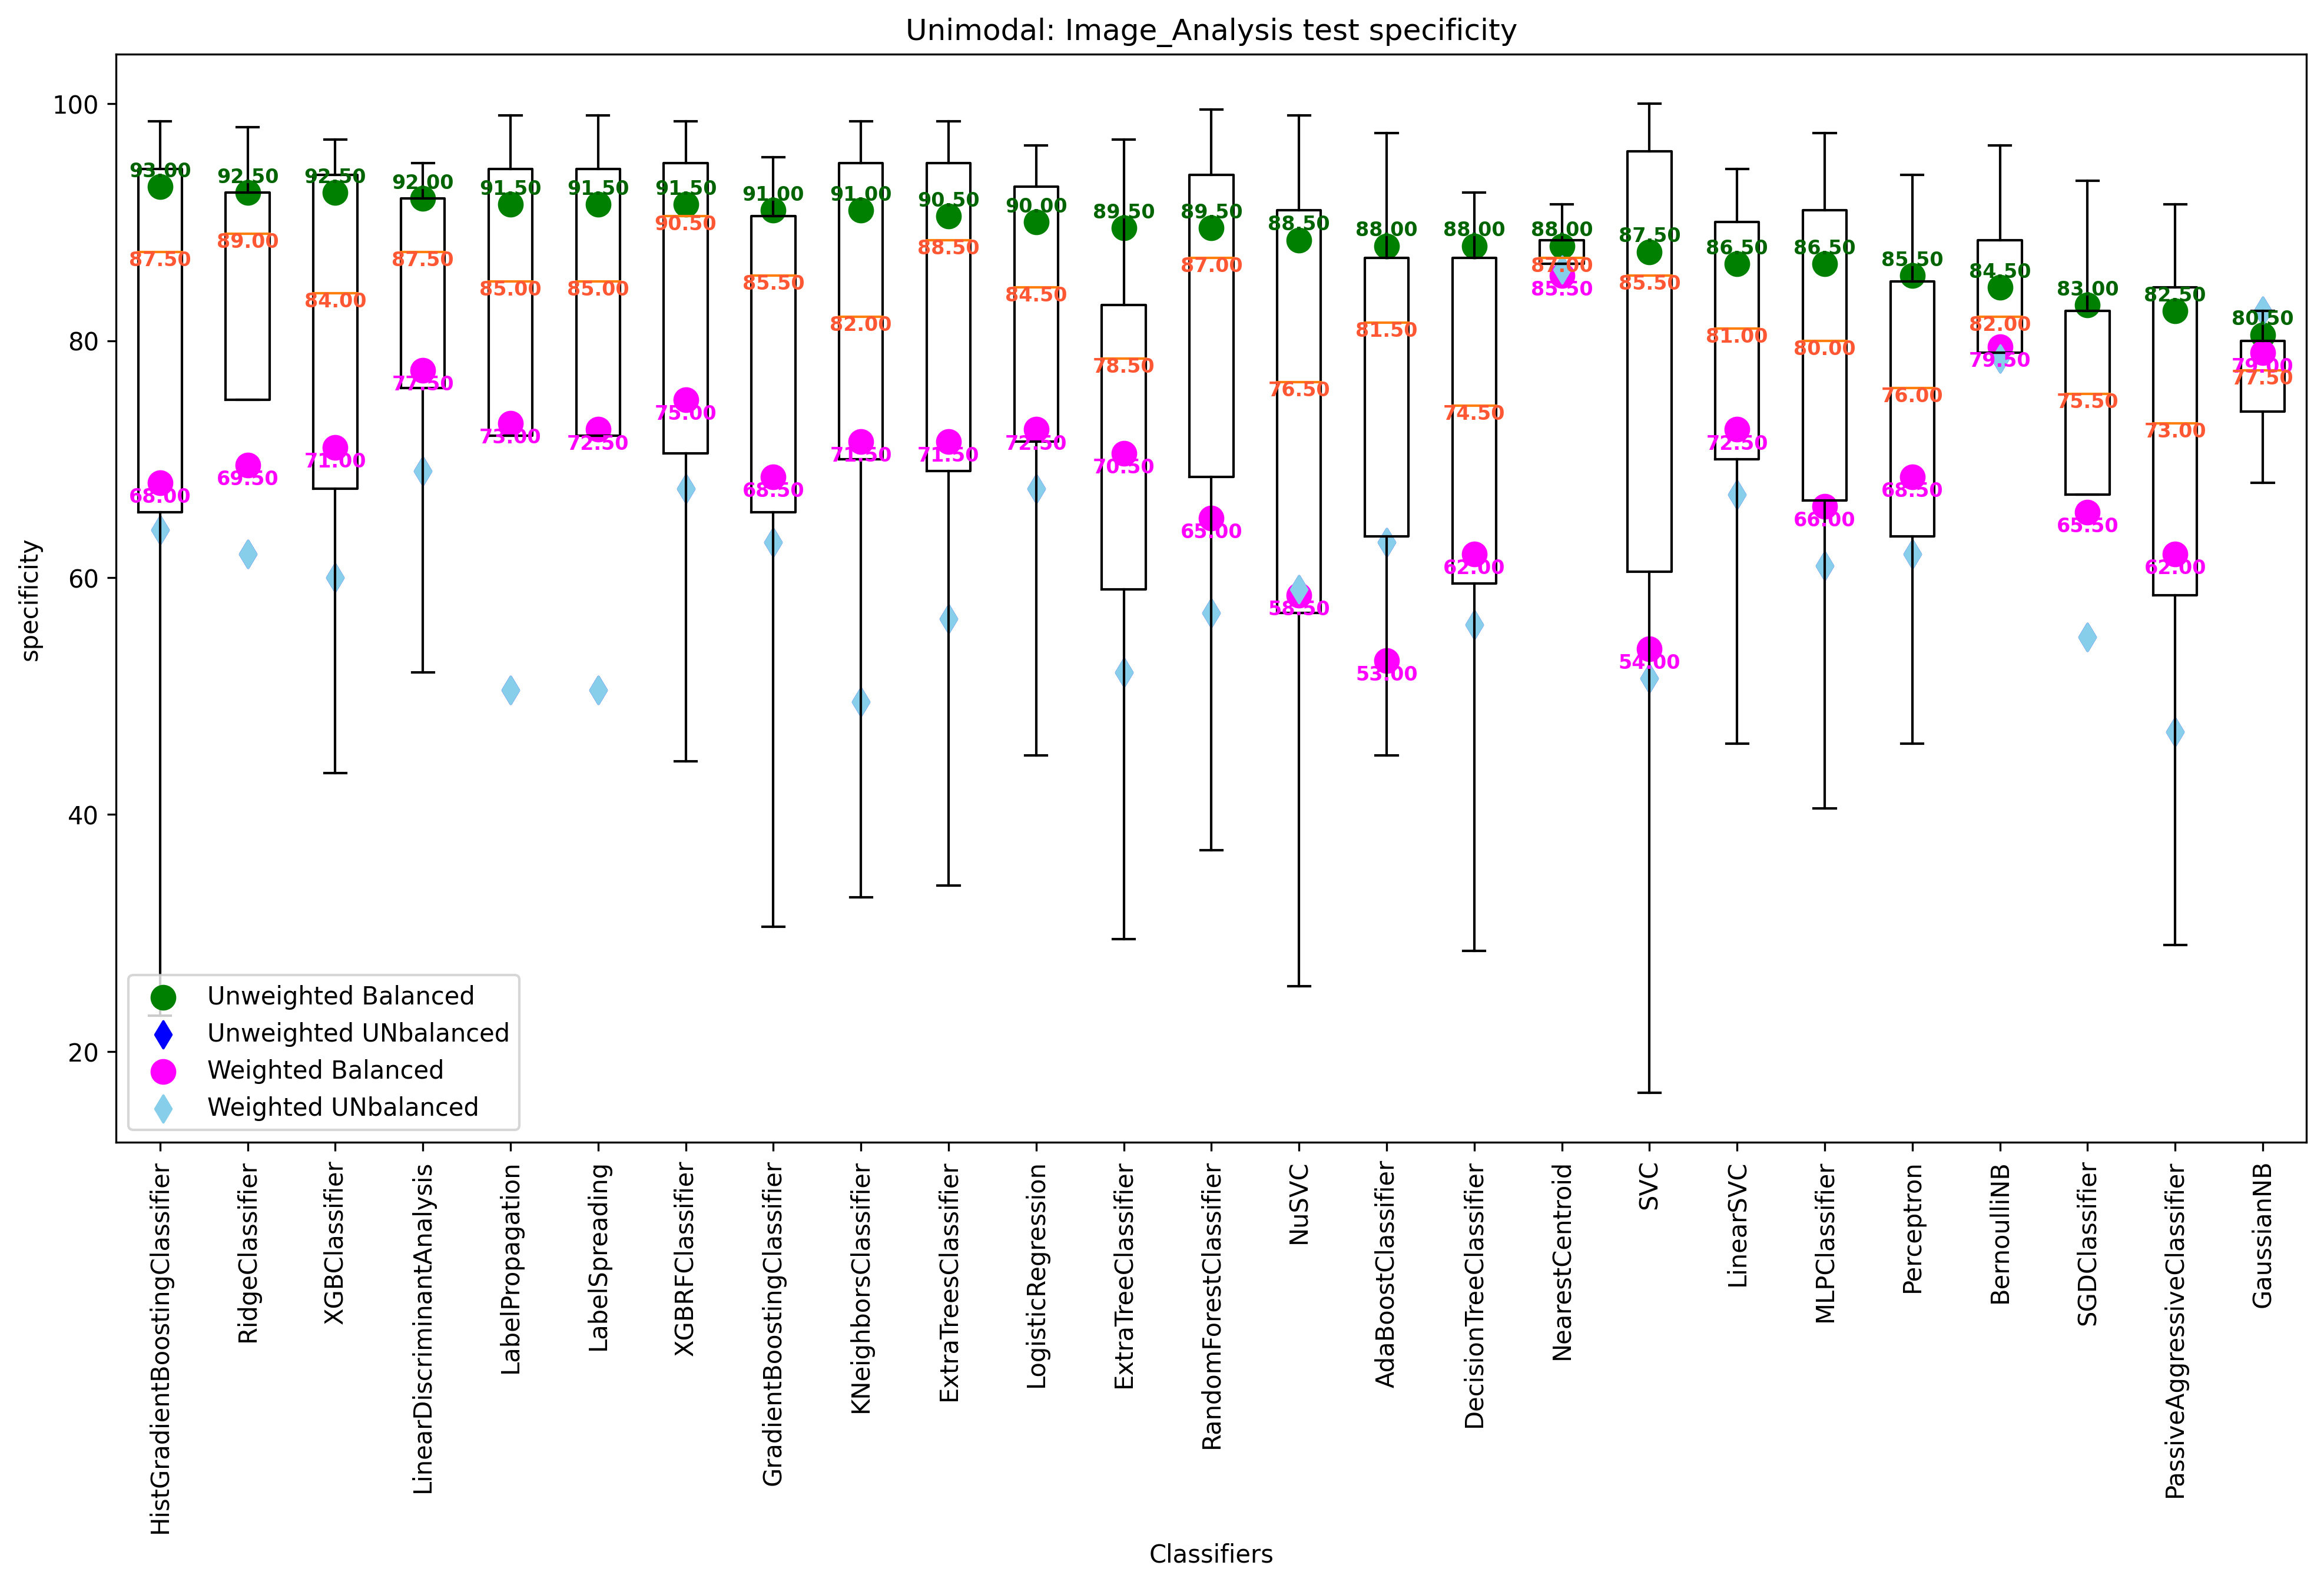 Unimodal: Image_Analysis test specificity
specificity
100
80
60
40
20
93.00 92.50 92.50 92.00 91.50 91.50 91.50 91.00 91.00 90.50 90.00 89.50 89.50 88.50 88.00 88.00 88.00 87.50 86.50 86.50 85.50 84.50 83.00 82.50 80.50
87.50 89.00 84.00 87.50 85.00 85.00 90.50 85.50 82.00 88.50 84.50 78.50 87.00 76.50 81.50 74.50 87.00 85.50 81.00 80.00 76.00 82.00 75.50 73.00 77.50
68.00 69.50 71.00 77.50 73.00 72.50 75.00 68.50 71.50 71.50 72.50 70.50 65.00 58.50 53.00 62.00 85.50 54.00 72.50 66.00 68.50 79.50 65.50 62.00 79.00
Unweighted Balanced
Unweighted UNbalanced
Weighted Balanced
Weighted UNbalanced
HistGradientBoostingClassifier
RidgeClassifier
XGBClassifier
LinearDiscriminantAnalysis
LabelPropagation
LabelSpreading
XGBRFClassifier
GradientBoostingClassifier
KNeighborsClassifier
ExtraTreesClassifier
LogisticRegression
ExtraTreeClassifier
RandomForestClassifier
NuSVC
AdaBoostClassifier
DecisionTreeClassifier
NearestCentroid
SVC
LinearSVC
MLPClassifier
Perceptron
BernoulliNB
SGDClassifier
PassiveAggressiveClassifier
GaussianNB
Classifiers